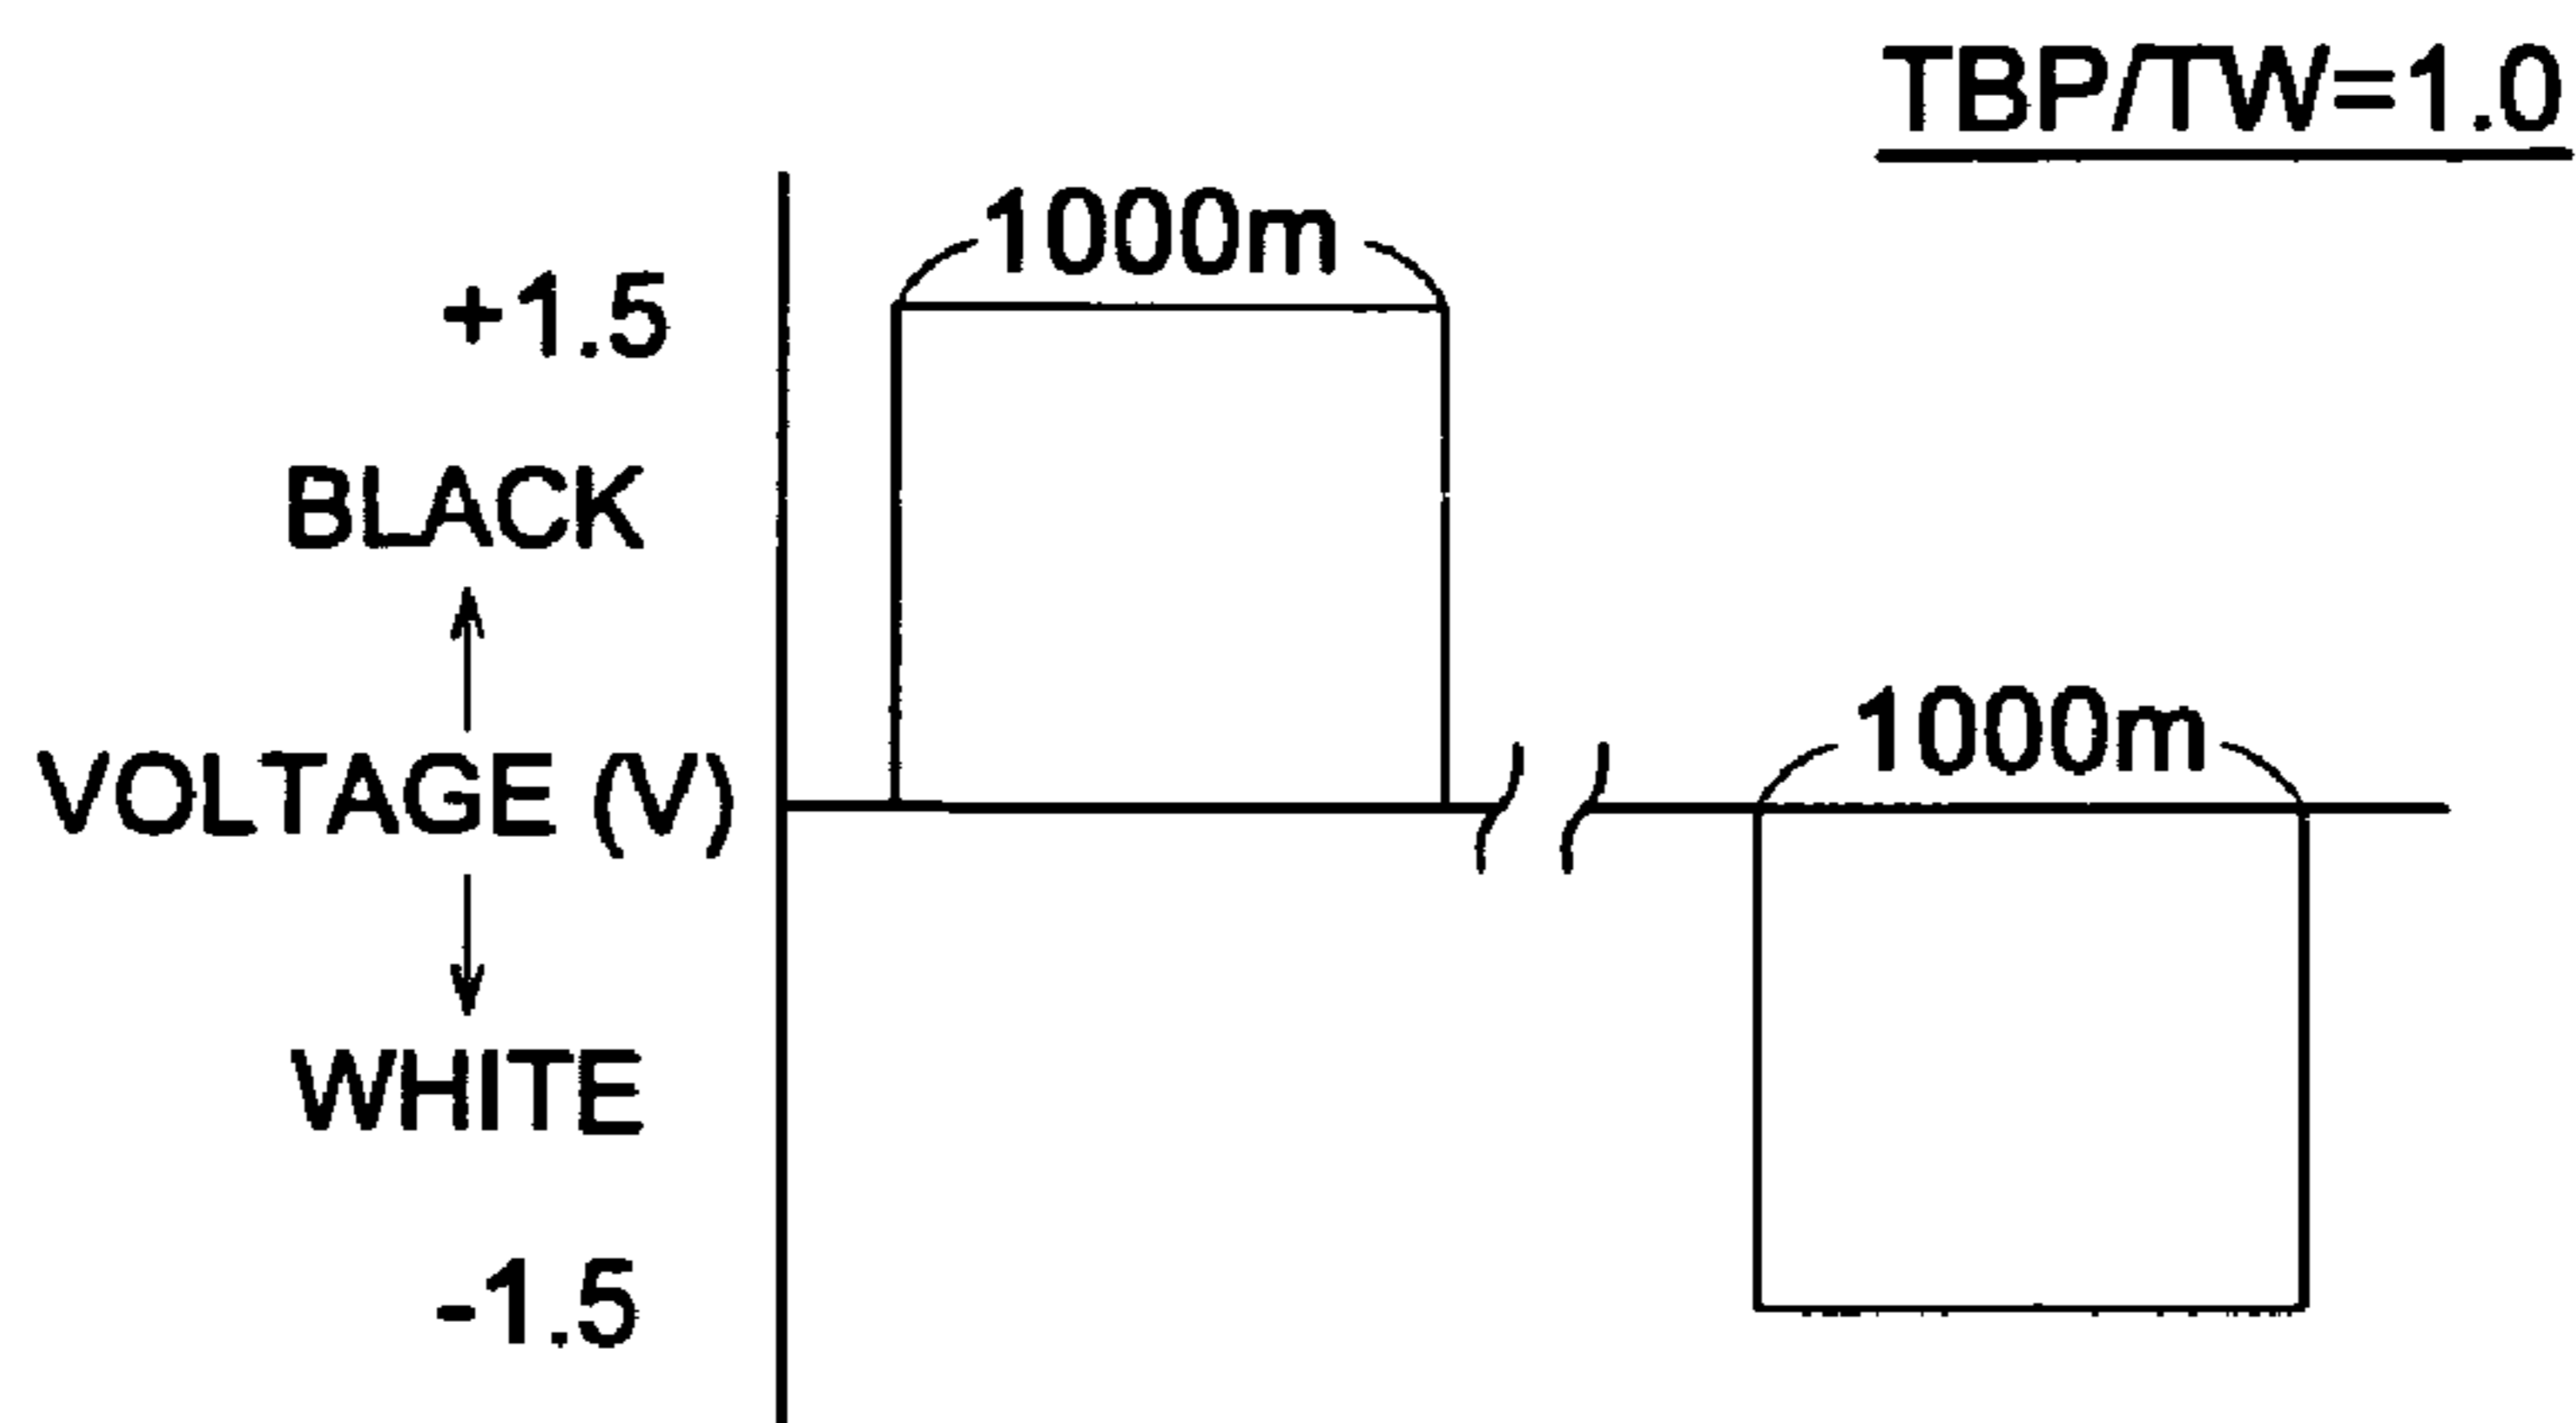 TBP/TW=1.0
1000m
+1.5
BLACK
VOLTAGE (V)
1000m
WHITE
-1.5